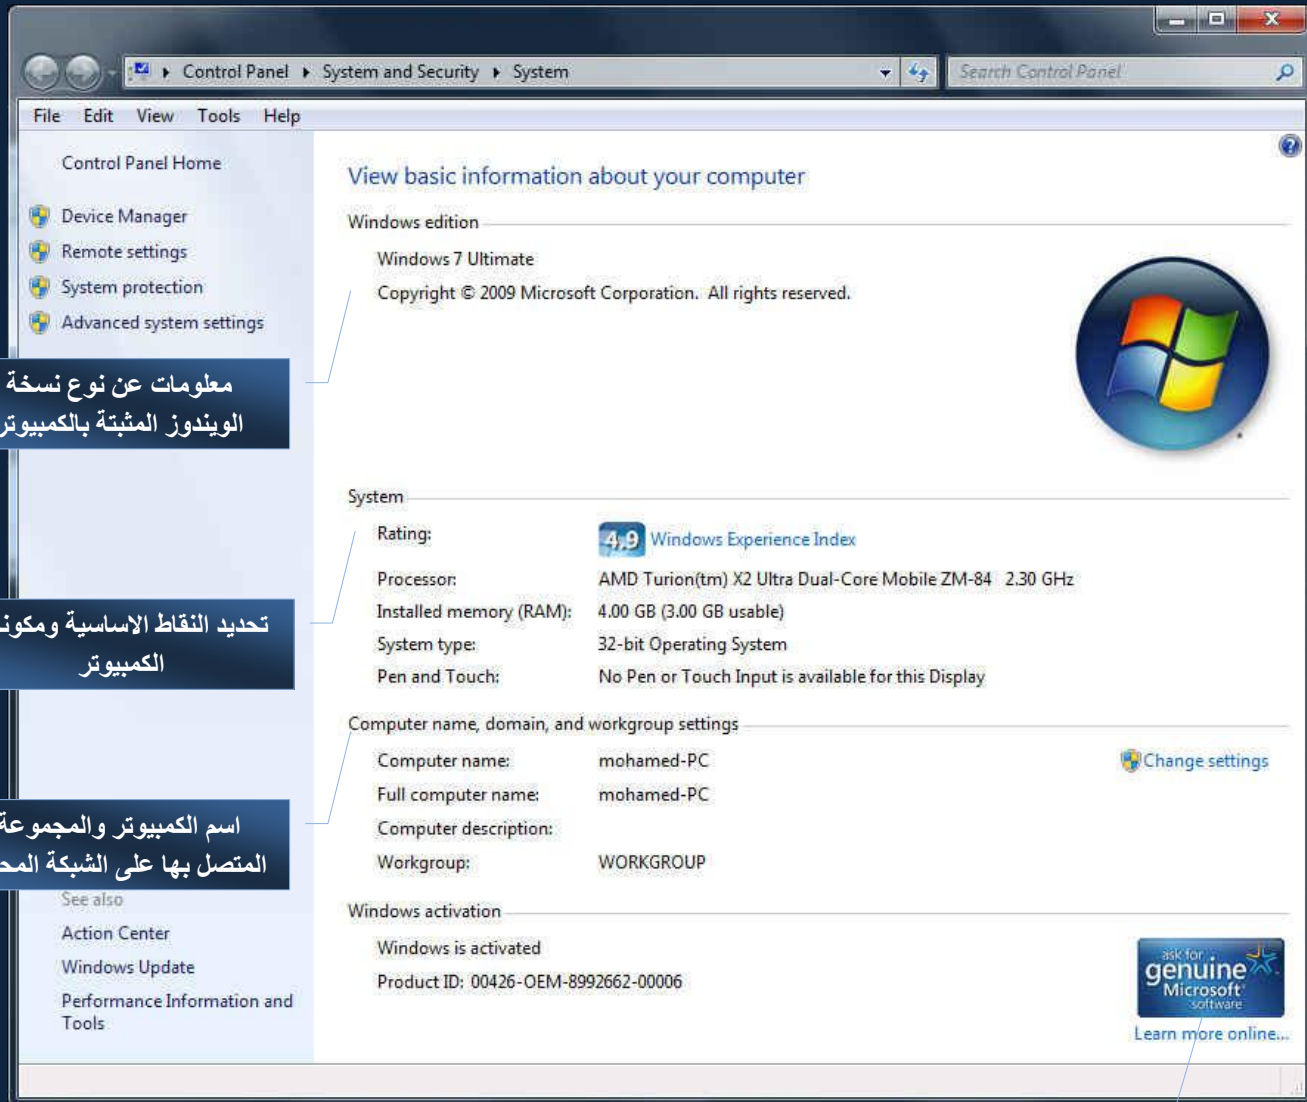 Control Panel ▸ System and Security ▸ System
Search Control Panel
File Edit View Tools Help
Control Panel Home
Device Manager
Remote settings
System protection
Advanced system settings
معلومات عن نوع نسخة
الويندوز المثبتة بالكمبيوتر
تحديد النقاط الاساسية
الكمبيوتر
اسم الكمبيوتر والمجموعة
المتصل بها على الشبكة
See also
Action Center
Windows Update
Performance Information and
Tools
View basic information about your computer
Windows edition
Windows 7 Ultimate
Copyright © 2009 Microsoft Corporation. All rights reserved.
System
Rating: 4,9 Windows Experience Index
Processor: AMD Turion(tm) X2 Ultra Dual-Core Mobile ZM-84 2.30 GHz
Installed memory (RAM): 4.00 GB (3.00 GB usable)
System type: 32-bit Operating System
Pen and Touch: No Pen or Touch Input is available for this Display
Computer name, domain, and workgroup settings
Computer name: mohamed-PC
Change settings
Full computer name: mohamed-PC
Computer description:
Workgroup: WORKGROUP
Windows activation
Windows is activated
Product ID: 00426-OEM-8992662-00006
ask for
genuine
Microsoft
software
Learn more online...